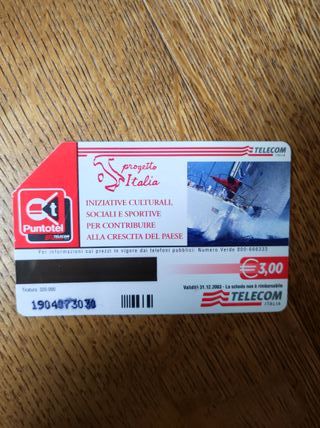 progetto
Italia
TELECOM
ITALIA
Puntotel
TELECOM
INIZIATIVE CULTURALI,
SOCIALI E SPORTIVE
PER CONTRIBUIRE
ALLA CRESCITA DEL PAESE
Per informazioni sui prezzi in vigore dai telefoni pubblici: Numero Verde 800-666333
€3,00
Tiratura 320.000
1904073030
Validità 31.12.2003 - La scheda non è rimborsabile
TELECOM
ITALIA